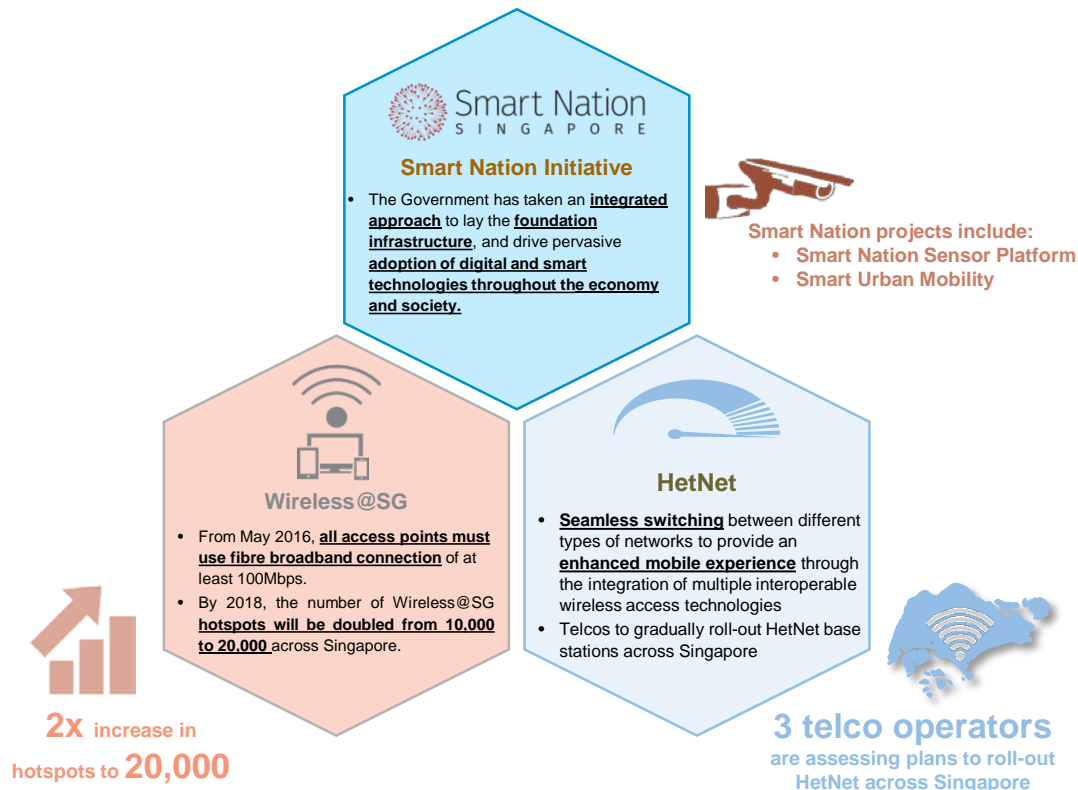 Smart Nation
SINGAPORE
Smart Nation Initiative
• The Government has taken an integrated
approach to lay the foundation
infrastructure, and drive pervasive
adoption of digital and smart
technologies throughout the economy
and society.
Smart Nation projects include:
• Smart Nation Sensor Platform
• Smart Urban Mobility
Wireless@SG
• From May 2016, all access points must
use fibre broadband connection of at
least 100Mbps.
• By 2018, the number of Wireless@SG
hotspots will be doubled from 10,000
to 20,000 across Singapore.
HetNet
• Seamless switching between different
types of networks to provide an
enhanced mobile experience through
the integration of multiple interoperable
wireless access technologies
• Telcos to gradually roll-out HetNet base
stations across Singapore
2x increase in
hotspots to 20,000
3 telco operators
are assessing plans to roll-out
HetNet across Singapore